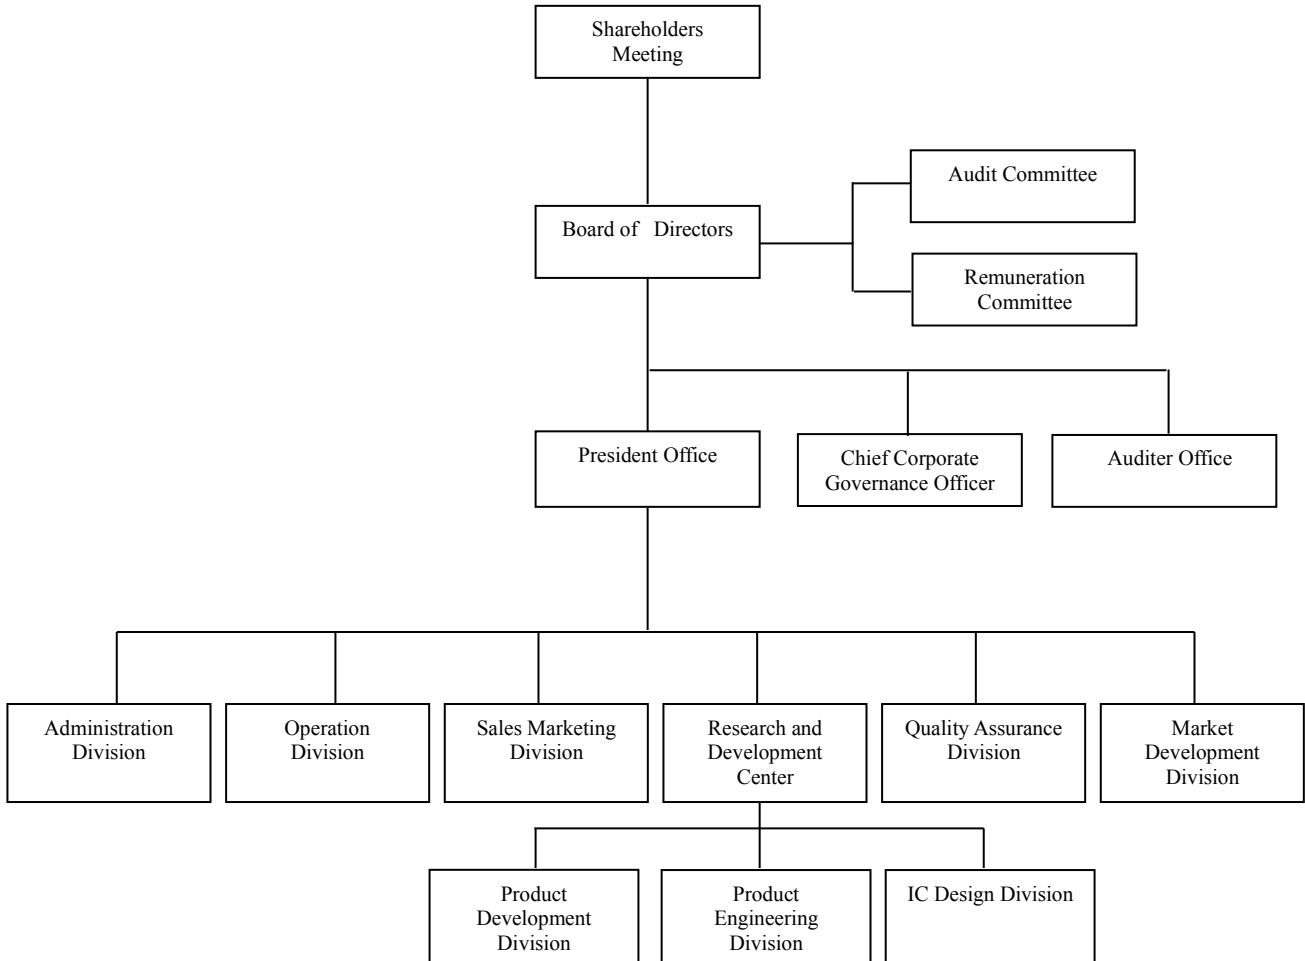 Shareholders
Meeting
Audit Committee
Board of Directors
Remuneration
Committee
President Office
Chief Corporate
Governance Officer
Auditer Office
Administration
Division
Operation
Division
Sales Marketing
Division
Research and
Development
Center
Quality Assurance
Division
Market
Development
Division
Product
Development
Division
Product
Engineering
Division
IC Design Division